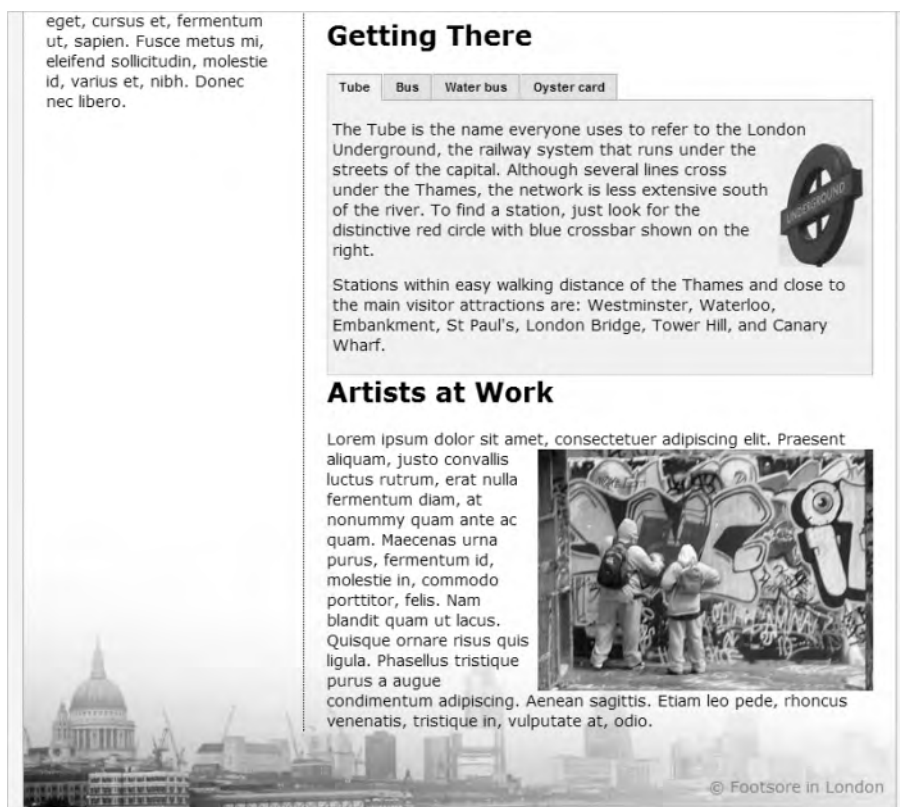 eget, cursus et, fermentum
ut, sapien. Fusce metus mi,
eleifend sollicitudin, molestie
id, varius et, nibh. Donec
nec libero.
Getting There
Tube Bus Water bus Oyster card
The Tube is the name everyone uses to refer to the London
Underground, the railway system that runs under the
streets of the capital. Although several lines cross
under the Thames, the network is less extensive south
of the river. To find a station, just look for the
distinctive red circle with blue crossbar shown on the
right.
UNDERGROUND
Stations within easy walking distance of the Thames and close to
the main visitor attractions are: Westminster, Waterloo,
Embankment, St Paul's, London Bridge, Tower Hill, and Canary
Wharf.
Artists at Work
Lorem ipsum dolor sit amet, consectetuer adipiscing elit. Praesent
aliquam, justo convallis
luctus rutrum, erat nulla
fermentum diam, at
nonummy quam ante ac
quam. Maecenas urna
purus, fermentum id,
molestie in, commodo
porttitor, felis. Nam
blandit quam ut lacus.
Quisque ornare risus quis
ligula. Phasellus tristique
purus a augue
condimentum adipiscing. Aenean sagittis. Etiam leo pede, rhoncus
venenatis, tristique in, vulputate at, odio.
© Footsore in London